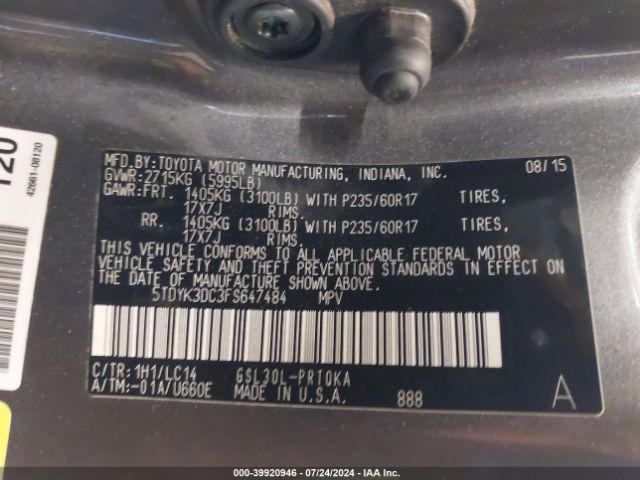 120
42661-08120
MFD.BY:TOYOTA MOTOR MANUFACTURING, INDIANA, INC. 08/15
GVWR:2715KG (5995LB)
GAWR:FRT. 1405KG (3100LB) WITH P235/60R17 TIRES,
17X7J RIMS.
RR. 1405KG (3100LB) WITH P235/60R17 TIRES,
17X7J RIMS.
THIS VEHICLE CONFORMS TO ALL APPLICABLE FEDERAL MOTOR
VEHICLE SAFETY AND THEFT PREVENTION STANDARDS IN EFFECT ON
THE DATE OF MANUFACTURE SHOWN ABOVE.
5TDYK3DC3FS647484 MPV
C/TR:1H1/LC14 GSL30L-PRTQKA
A/TM:-01A/U660E MADE IN U.S.A. 888 A
000-39920946 - 07/24/2024 - IAA Inc.